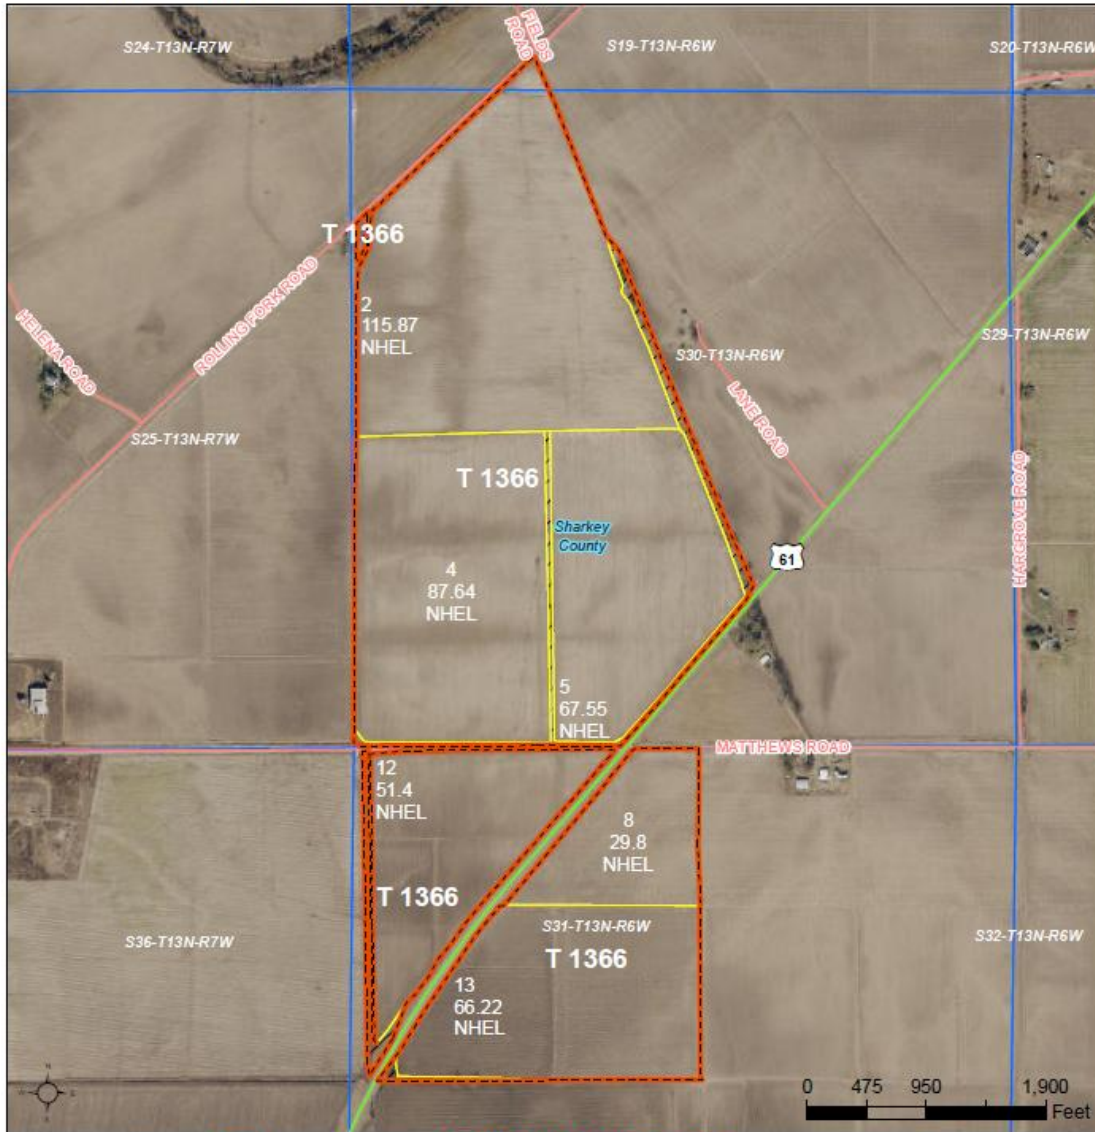 S24-T13N-R7W
FIELDS
ROAD
S19-T13N-R6W
S20-T13N-R6W
T 1366
2
115.87
NHEL
HELENA ROAD
ROLLING FORK ROAD
S25-T13N-R7W
S30-T13N-R6W
S29-T13N-R6W
LANE ROAD
HARGROVE ROAD
T 1366
Sharkey
County
61
4
87.64
NHEL
5
67.55
NHEL
MATTHEWS ROAD
12
51.4
NHEL
8
29.8
NHEL
T 1366
S36-T13N-R7W
S31-T13N-R6W
T 1366
S32-T13N-R6W
13
66.22
NHEL
0 475 950 1,900
Feet